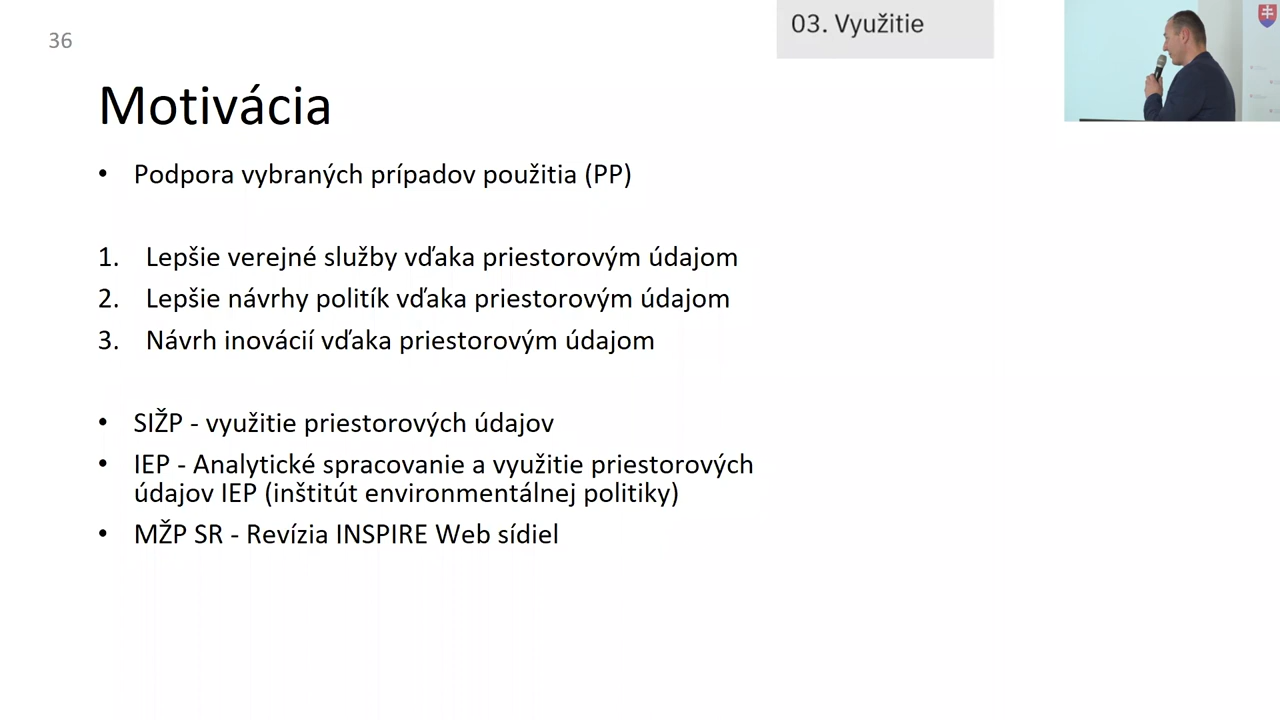 36
03. Využitie
Motivácia
• Podpora vybraných prípadov použitia (PP)
1. Lepšie verejné služby vďaka priestorovým údajom
2. Lepšie návrhy politík vďaka priestorovým údajom
3. Návrh inovácií vďaka priestorovým údajom
• SIŽP - využitie priestorových údajov
• IEP - Analytické spracovanie a využitie priestorových
údajov IEP (inštitút environmentálnej politiky)
• MŽP SR - Revízia INSPIRE Web sídiel